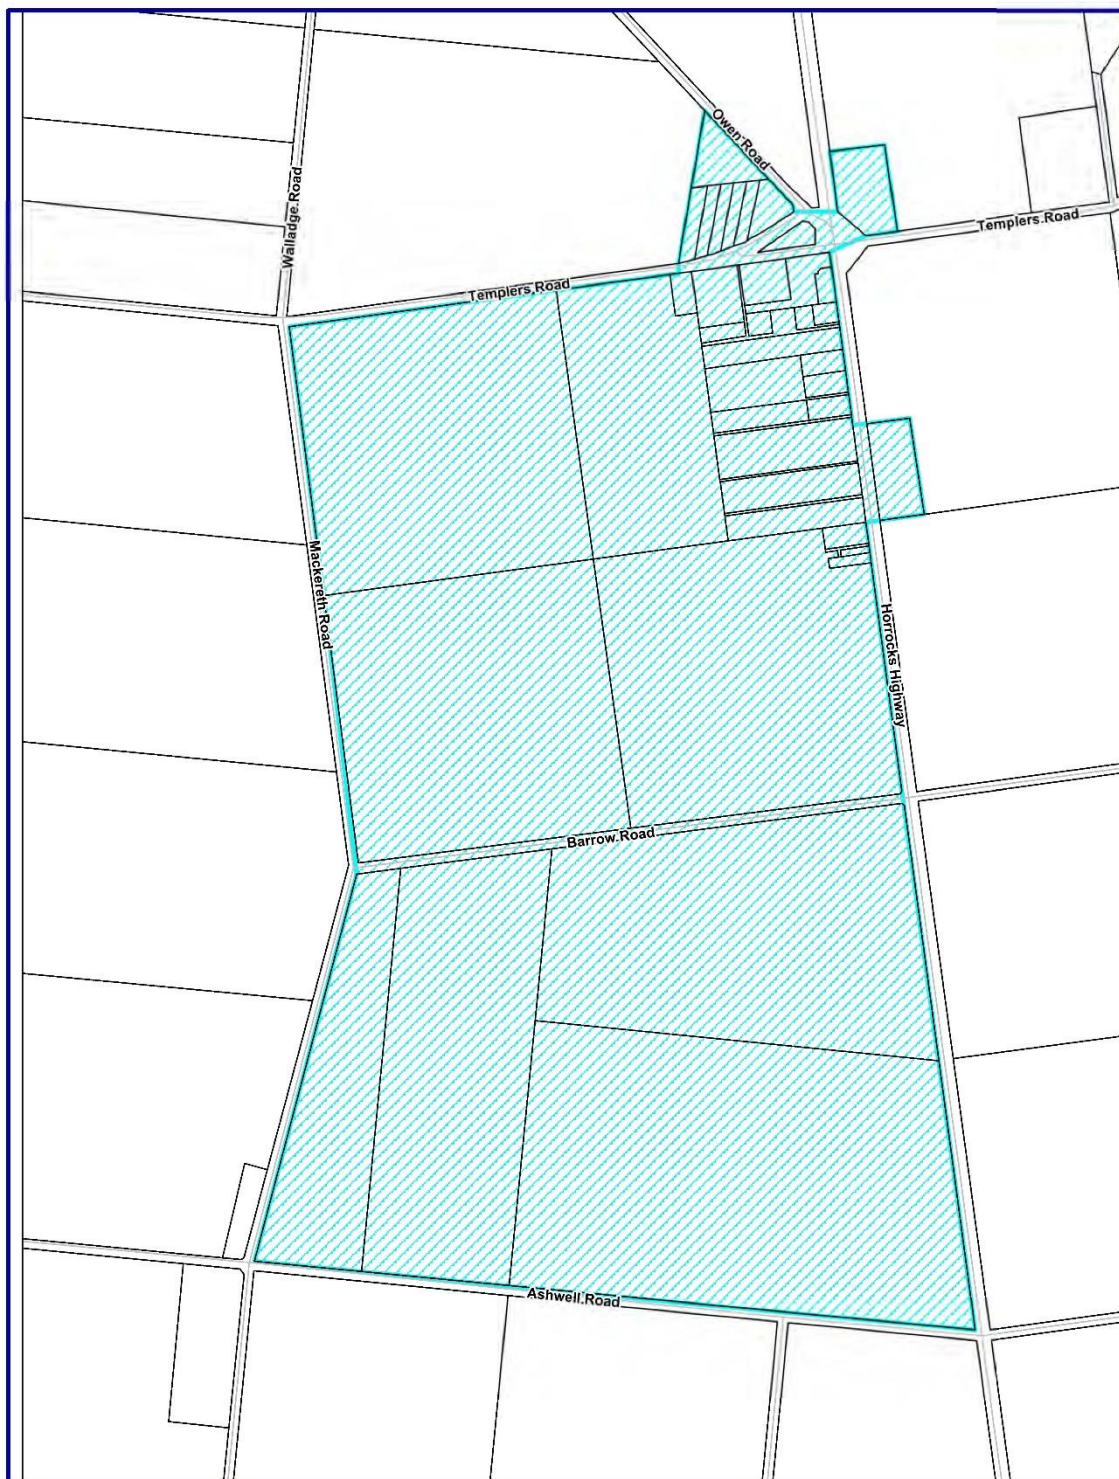 Owen Road
Walladge Road
Templers Road
Templers Road
Mackereth Road
Horrocks Highway
Barrow Road
Ashwell Road